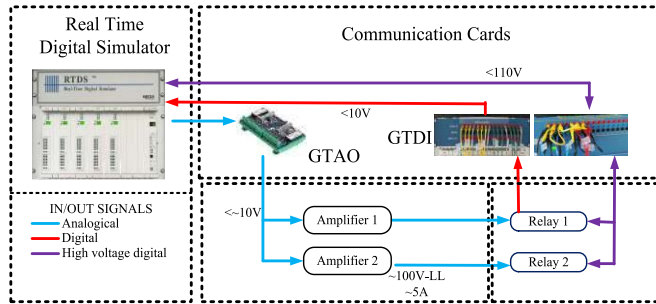 Real Time
Digital Simulator
RTDS
Real-Time Digital Simulator
Communication Cards
<110V
<10V
GTAO
GTDI
IN/OUT SIGNALS
Analogical
Digital
High voltage digital
<~10V
Amplifier 1
Amplifier 2
~100V-LL
~5A
Relay 1
Relay 2